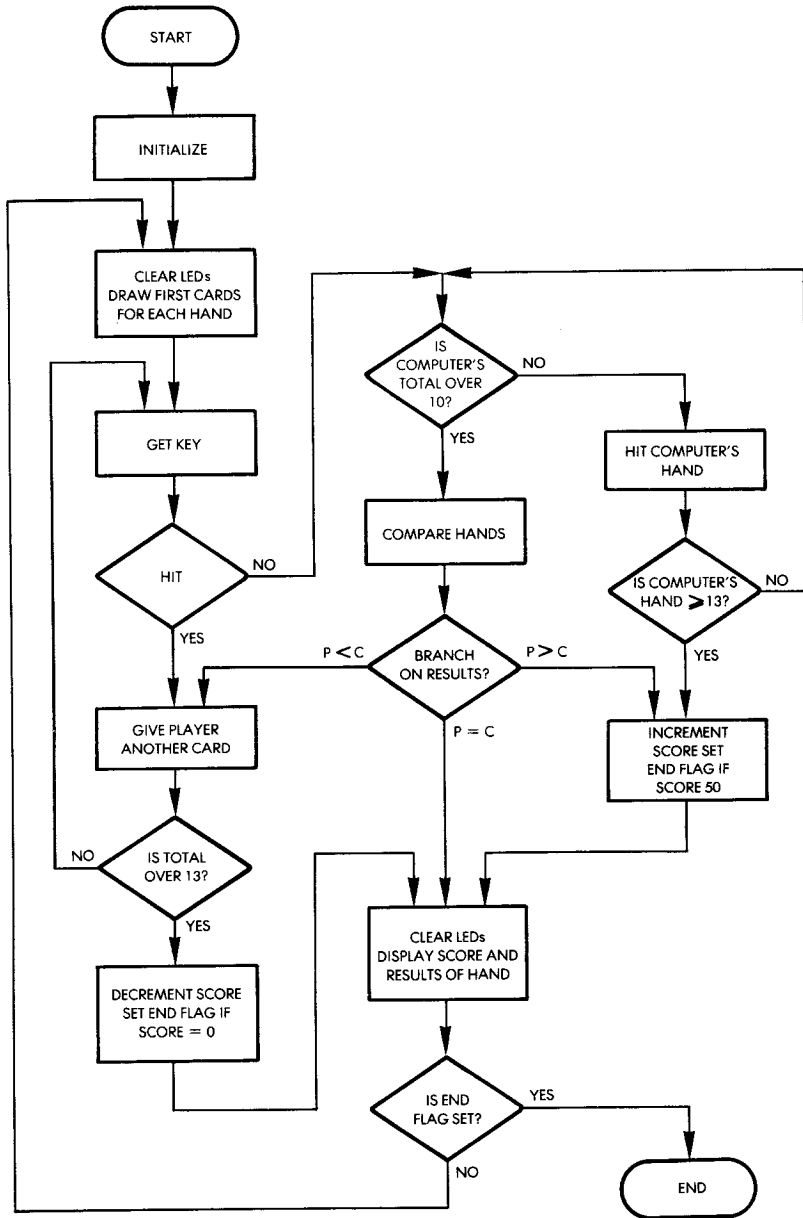 START
INITIALIZE
CLEAR LEDs
DRAW FIRST CARDS
FOR EACH HAND
GET KEY
HIT
NO
YES
GIVE PLAYER
ANOTHER CARD
IS TOTAL
OVER 13?
NO
YES
DECREMENT SCORE
SET END FLAG IF
SCORE = 0
IS
COMPUTER'S
TOTAL OVER
10?
NO
YES
HIT COMPUTER'S
HAND
COMPARE HANDS
IS COMPUTER'S
HAND ⩾13?
NO
YES
BRANCH
ON RESULTS?
P < C
P > C
P = C
INCREMENT
SCORE SET
END FLAG IF
SCORE 50
CLEAR LEDs
DISPLAY SCORE AND
RESULTS OF HAND
IS END
FLAG SET?
YES
NO
END